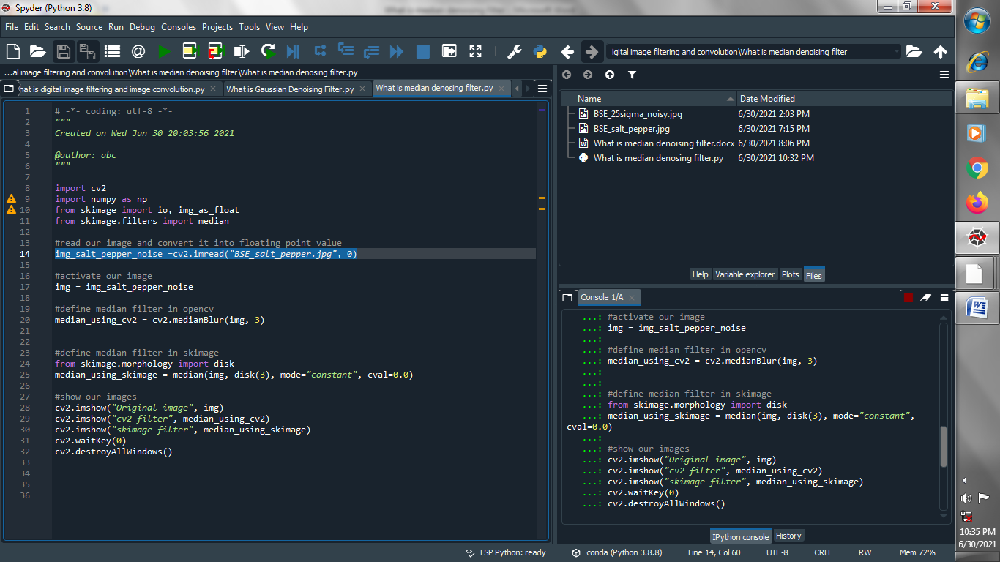 Spyder (Python 3.8)
File Edit Search Source Run Debug Consoles Projects Tools View Help
igital image filtering and convolution\What is median denoising filter
...al image filtering and convolution\What is median denoising filter\What is median denosing filter.py
hat is digital image filtering and image convolution.py
What is Gaussian Denoising Filter.py
What is median denosing filter.py
1 # -*- coding: utf-8 -*-
2 """
3 Created on Wed Jun 30 20:03:56 2021
4
5 @author: abc
6 """
7
8 import cv2
9 import numpy as np
10 from skimage import io, img_as_float
11 from skimage.filters import median
12
13 #read our image and convert it into floating point value
14 img_salt_pepper_noise =cv2.imread("BSE_salt_pepper.jpg", 0)
15
16 #activate our image
17 img = img_salt_pepper_noise
18
19 #define median filter in opencv
20 median_using_cv2 = cv2.medianBlur(img, 3)
21
22
23 #define median filter in skimage
24 from skimage.morphology import disk
25 median_using_skimage = median(img, disk(3), mode="constant", cval=0.0)
26
27 #show our images
28 cv2.imshow("Original image", img)
29 cv2.imshow("cv2 filter", median_using_cv2)
30 cv2.imshow("skimage filter", median_using_skimage)
31 cv2.waitKey(0)
32 cv2.destroyAllWindows()
33
34
35
36
Name Date Modified
BSE_25sigma_noisy.jpg 6/30/2021 2:03 PM
BSE_salt_pepper.jpg 6/30/2021 7:15 PM
What is median denoising filter.docx 6/30/2021 8:06 PM
What is median denosing filter.py 6/30/2021 10:32 PM
Help Variable explorer Plots Files
Console 1/A
...: #activate our image
...: img = img_salt_pepper_noise
...:
...: #define median filter in opencv
...: median_using_cv2 = cv2.medianBlur(img, 3)
...:
...:
...: #define median filter in skimage
...: from skimage.morphology import disk
...: median_using_skimage = median(img, disk(3), mode="constant",
cval=0.0)
...:
...: #show our images
...: cv2.imshow("Original image", img)
...: cv2.imshow("cv2 filter", median_using_cv2)
...: cv2.imshow("skimage filter", median_using_skimage)
...: cv2.waitKey(0)
...: cv2.destroyAllWindows()
IPython console History
LSP Python: ready conda (Python 3.8.8) Line 14, Col 60 UTF-8 CRLF RW Mem 72%
10:35 PM
6/30/2021